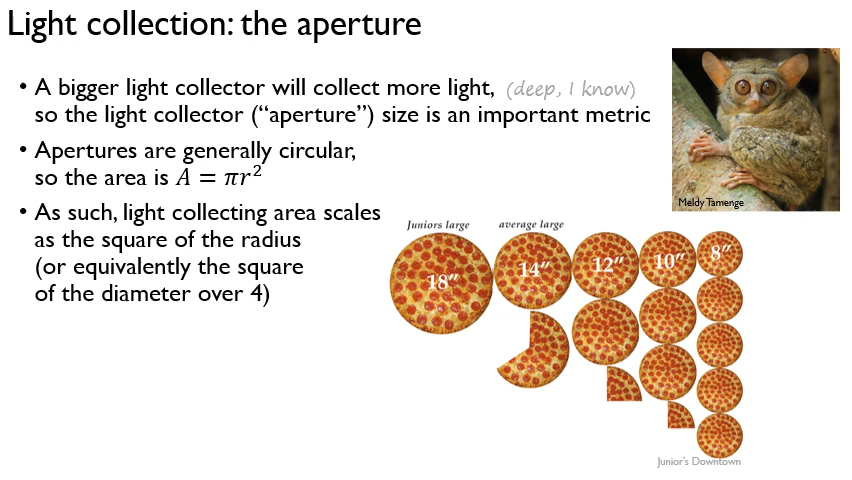 Light collection: the aperture
• A bigger light collector will collect more light, (deep, I know)
so the light collector (“aperture”) size is an important metric
• Apertures are generally circular,
so the area is A = πr²
• As such, light collecting area scales
as the square of the radius
(or equivalently the square
of the diameter over 4)
Meldy Tamenge
Juniors large
average large
18″
14″
12″
10″
8″
Junior's Downtown